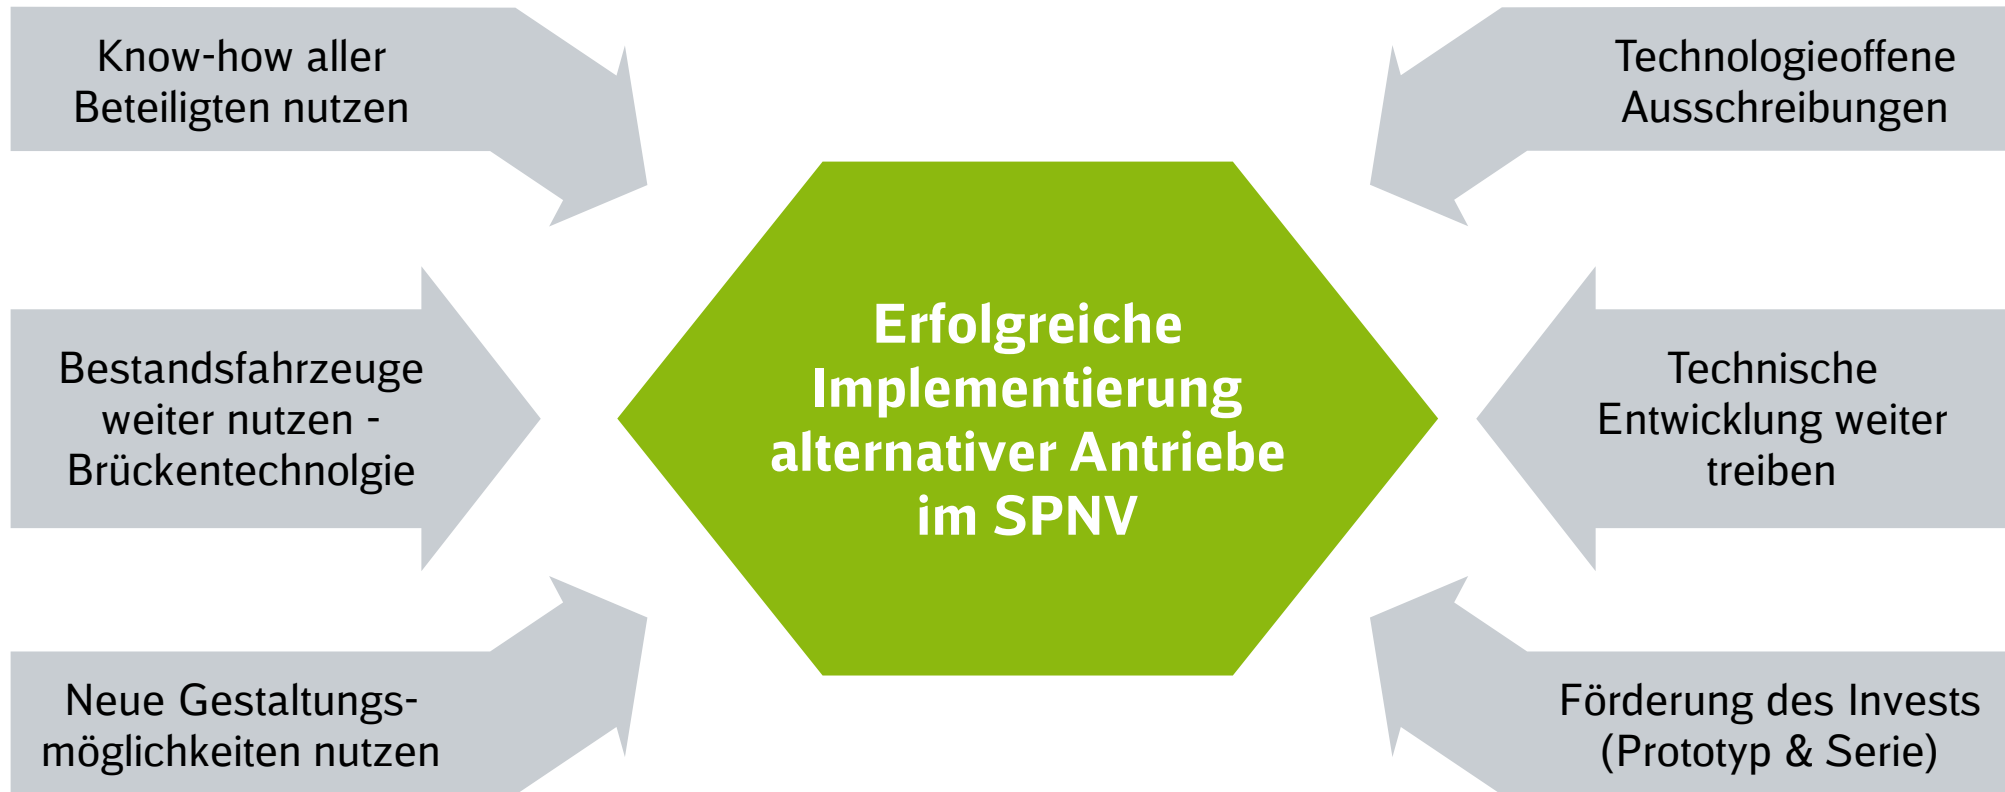 Know-how aller
Beteiligten nutzen
Technologieoffene
Ausschreibungen
Bestandsfahrzeuge
weiter nutzen -
Brückentechnolgie
Erfolgreiche
Implementierung
alternativer Antriebe
im SPNV
Technische
Entwicklung weiter
treiben
Neue Gestaltungs-
möglichkeiten nutzen
Förderung des Invests
(Prototyp & Serie)